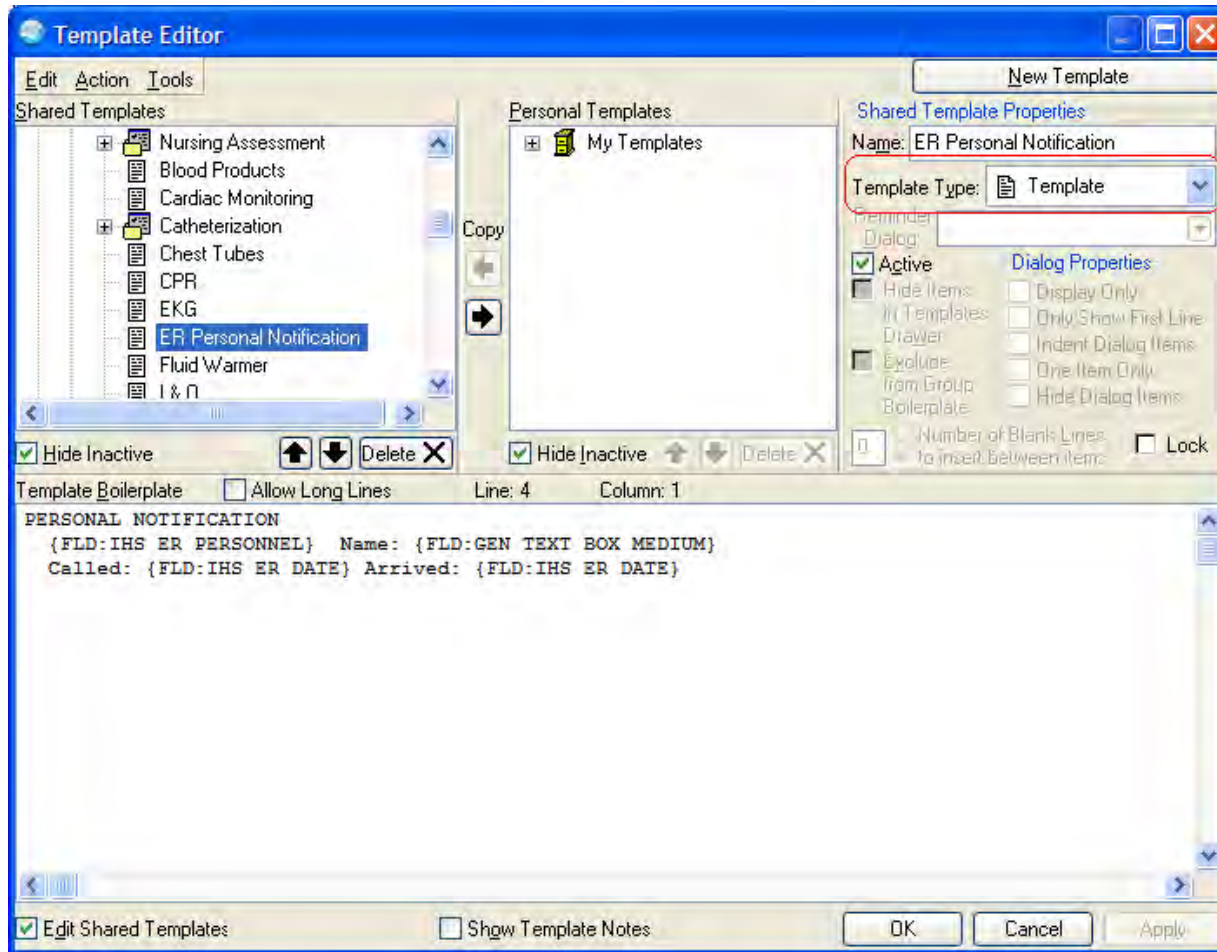 Template Editor
Edit Action Tools
New Template
Shared Templates
Nursing Assessment
Blood Products
Cardiac Monitoring
Catheterization
Chest Tubes
CPR
EKG
ER Personal Notification
Fluid Warmer
I & O
Hide Inactive
Delete
Copy
Personal Templates
My Templates
Hide Inactive
Delete
Shared Template Properties
Name: ER Personal Notification
Template Type: Template
Reminder
Dialog:
Active
Hide Items
in Templates
Drawer
Exclude
from Group
Boilerplate
Dialog Properties
Display Only
Only Show First Line
Indent Dialog Items
One Item Only
Hide Dialog Items
0 Number of Blank Lines
to insert between items
Lock
Template Boilerplate Allow Long Lines Line: 4 Column: 1
PERSONAL NOTIFICATION
{FLD:IHS ER PERSONNEL} Name: {FLD:GEN TEXT BOX MEDIUM}
Called: {FLD:IHS ER DATE} Arrived: {FLD:IHS ER DATE}
Edit Shared Templates Show Template Notes OK Cancel Apply